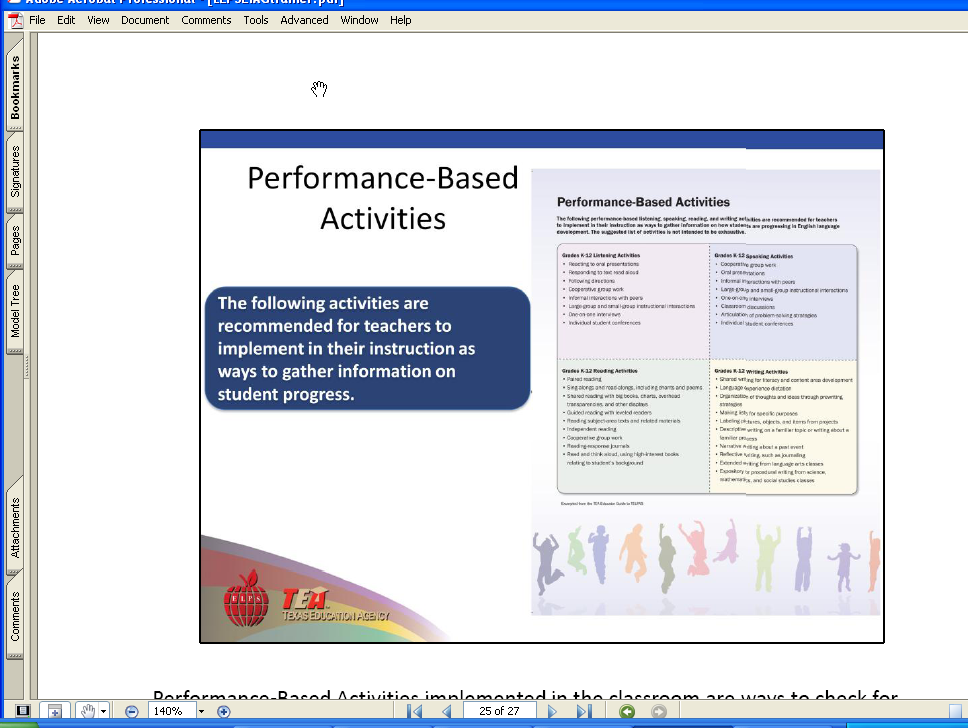 Adobe Acrobat Professional - [ELPSLIAGtrainer.pdf]
File Edit View Document Comments Tools Advanced Window Help
Bookmarks
Signatures
Pages
Model Tree
Attachments
Comments
Performance-Based
Activities
The following activities are
recommended for teachers to
implement in their instruction as
ways to gather information on
student progress.
ELPS
TEA
TEXAS EDUCATION AGENCY
Performance-Based Activities
The following performance-based listening, speaking, reading, and writing activities are recommended for teachers
to implement in their instruction as ways to gather information on how students are progressing in English language
development. The suggested list of activities is not intended to be exhaustive.
Grades K-12 Listening Activities
• Reacting to oral presentations
• Responding to text read aloud
• Following directions
• Cooperative group work
• Informal interactions with peers
• Large-group and small-group instructional interactions
• One-on-one interviews
• Individual student conferences
Grades K-12 Speaking Activities
• Cooperative group work
• Oral presentations
• Informal interactions with peers
• Large-group and small-group instructional interactions
• One-on-one interviews
• Classroom discussions
• Articulation of problem-solving strategies
• Individual student conferences
Grades K-12 Reading Activities
• Paired reading
• Sing alongs and read alongs, including chants and poems
• Shared reading with big books, charts, overhead
transparencies, and other displays
• Guided reading with leveled readers
• Reading subject-area texts and related materials
• Independent reading
• Cooperative group work
• Reading-response journals
• Read and think aloud, using high-interest books
relating to student's background
Grades K-12 Writing Activities
• Shared writing for literacy and content area development
• Language experience dictation
• Organization of thoughts and ideas through prewriting
strategies
• Making lists for specific purposes
• Labeling pictures, objects, and items from projects
• Descriptive writing on a familiar topic or writing about a
familiar process
• Narrative writing about a past event
• Reflective writing, such as journaling
• Extended writing from language arts classes
• Expository or procedural writing from science,
mathematics, and social studies classes
Excerpted from the TEA Educator Guide to TELPAS
Performance-Based Activities implemented in the classroom are ways to check for
140%
25 of 27